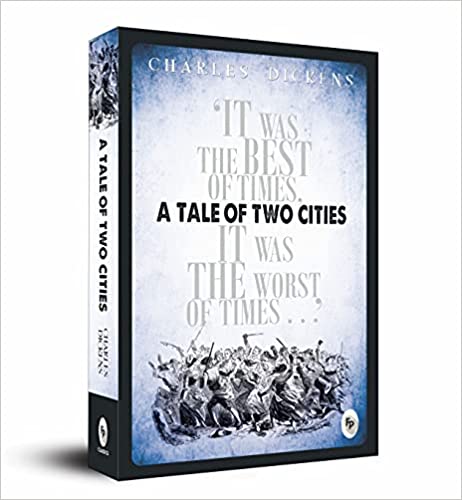 CHARLES DICKENS
'IT WAS
THE BEST
OF TIMES.
A TALE OF TWO CITIES
IT WAS
THE WORST
OF TIMES ...'
FP
A TALE OF TWO CITIES
CHARLES
DICKENS
FP